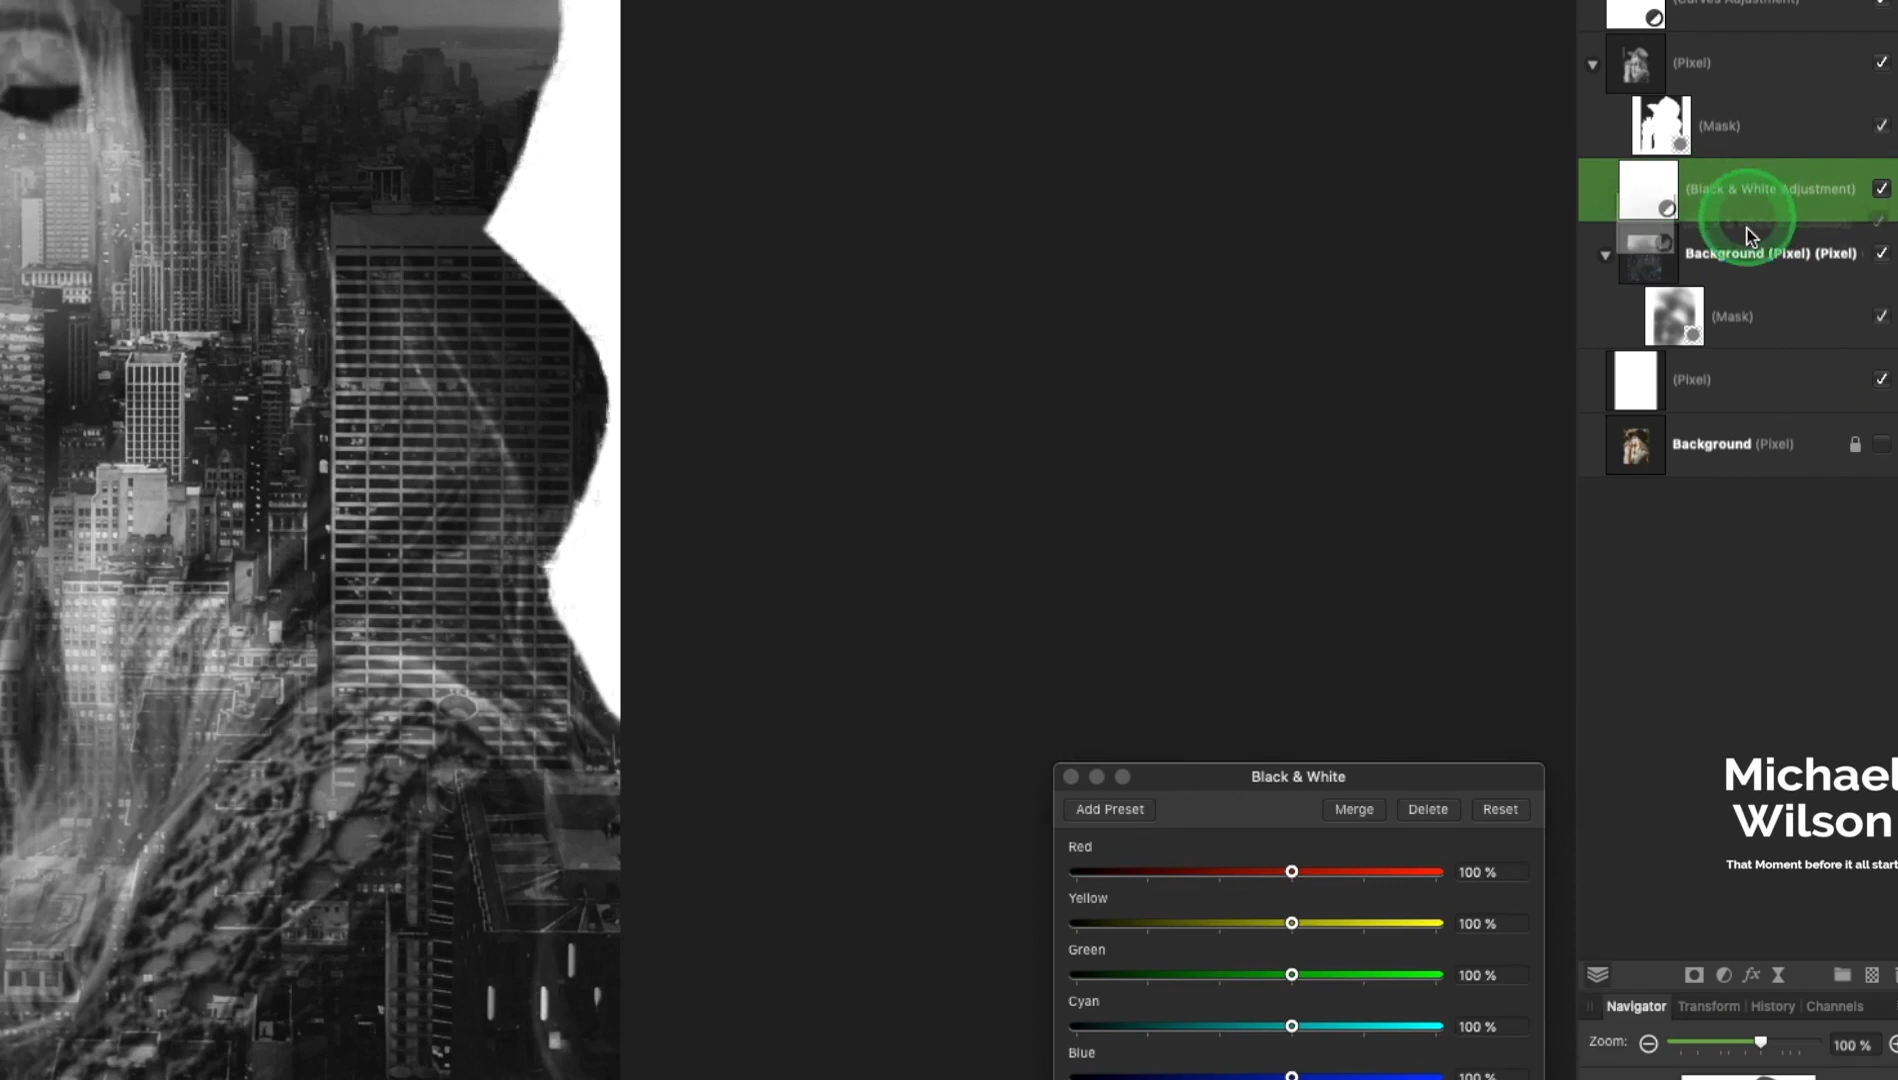 (Curves Adjustment)
(Pixel)
(Mask)
(Black & White Adjustment)
Background (Pixel) (Pixel)
(Mask)
(Pixel)
Background (Pixel)
Michael
Wilson
That Moment before it all start
Black & White
Add Preset Merge Delete Reset
Red
100 %
Yellow
100 %
Green
100 %
Cyan
100 %
Blue
100 %
fx
Navigator Transform History Channels
Zoom: 100 %